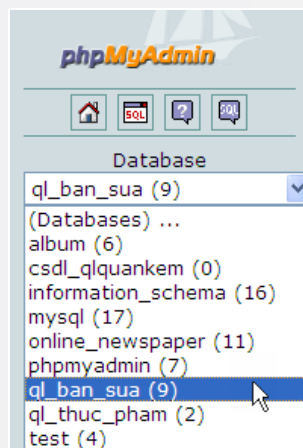 phpMyAdmin
SQL ? SQL
Database
ql_ban_sua (9)
(Databases) ...
album (6)
csdl_qlquankem (0)
information_schema (16)
mysql (17)
online_newspaper (11)
phpmyadmin (7)
ql_ban_sua (9)
ql_thuc_pham (2)
test (4)